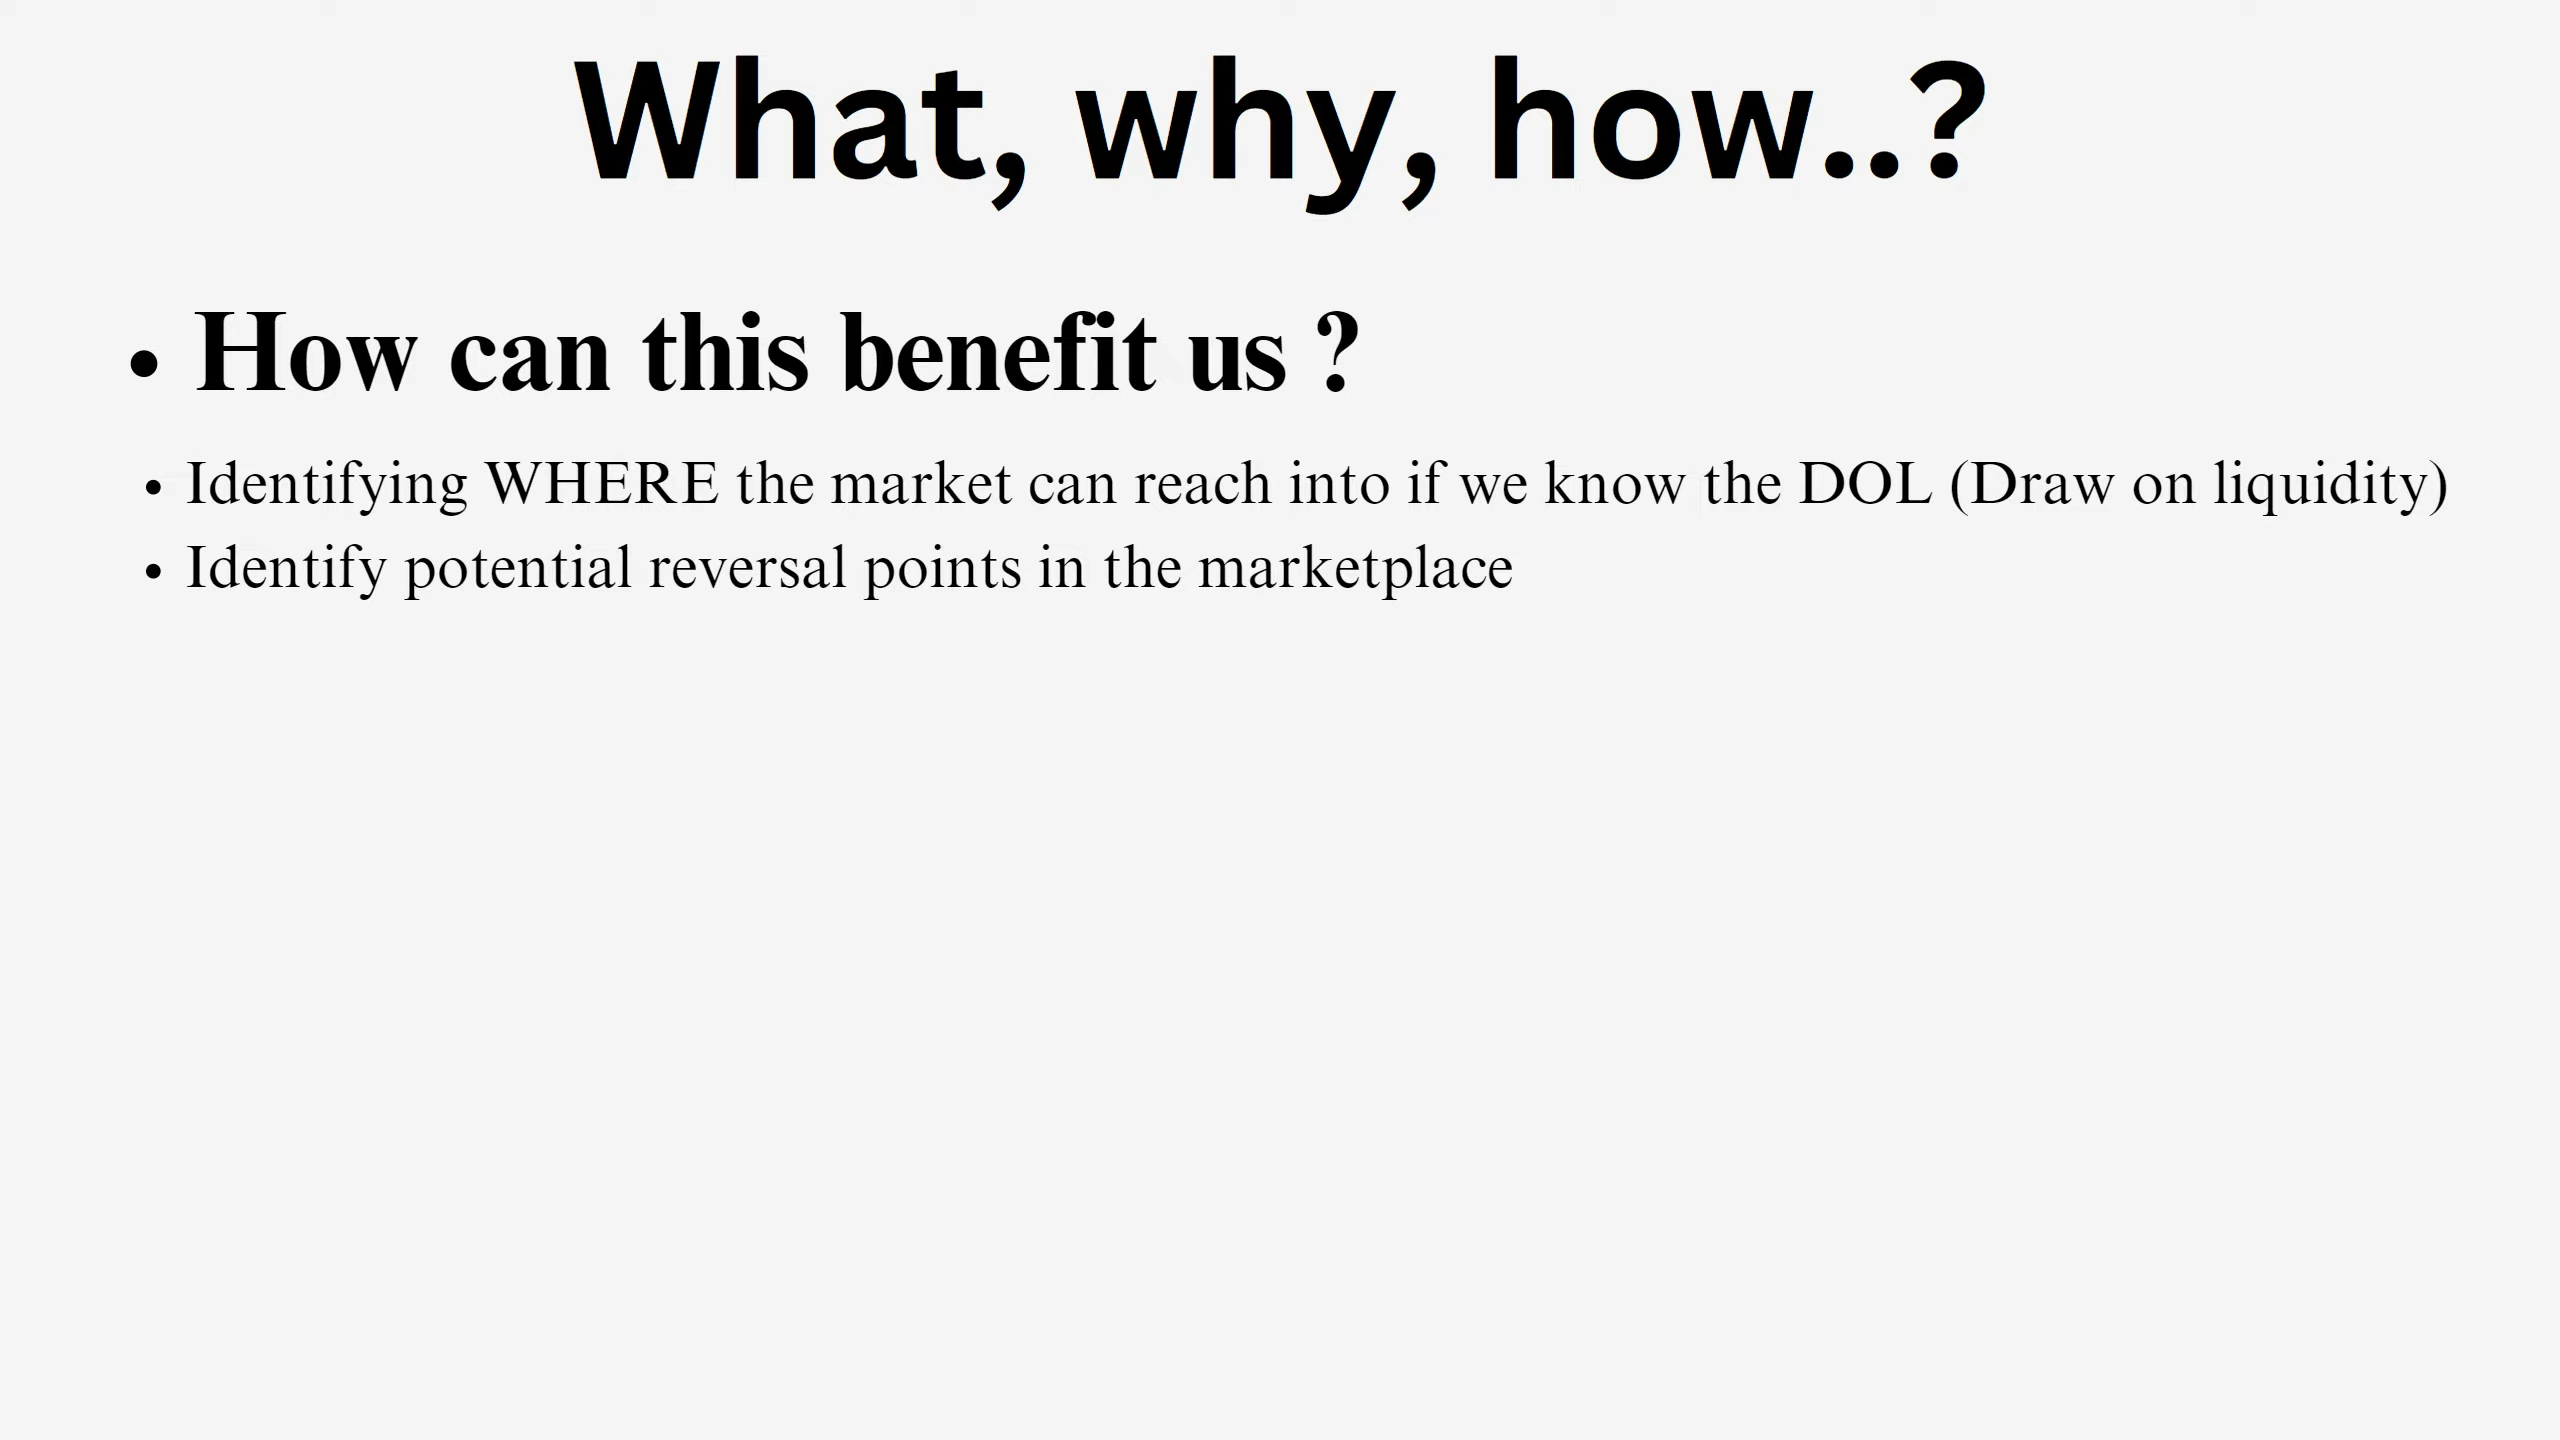 What, why, how..?
• How can this benefit us ?
• Identifying WHERE the market can reach into if we know the DOL (Draw on liquidity)
• Identify potential reversal points in the marketplace